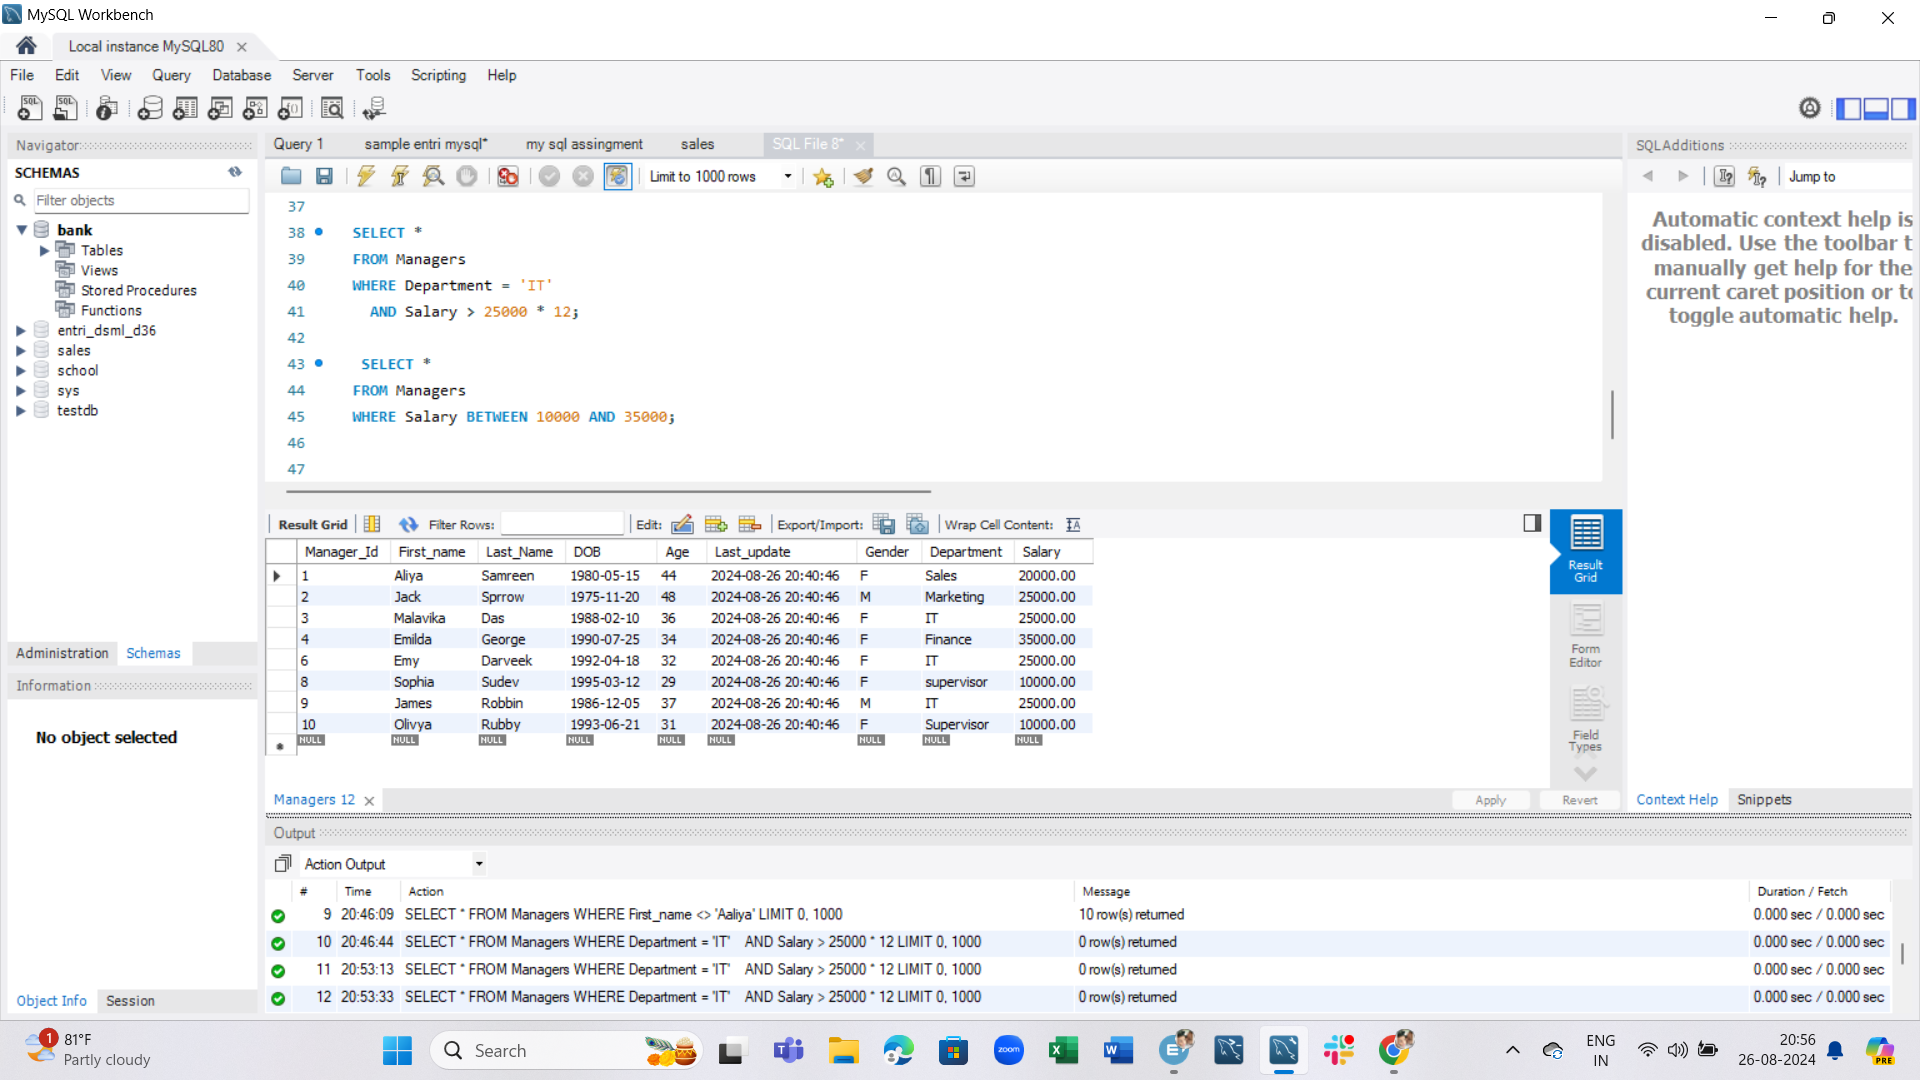 MySQL Workbench
Local instance MySQL80
File Edit View Query Database Server Tools Scripting Help
Navigator
SCHEMAS
Filter objects
bank
Tables
Views
Stored Procedures
Functions
entri_dsml_d36
sales
school
sys
testdb
Administration Schemas
Information
No object selected
Object Info Session
Query 1 sample entri mysql* my sql assingment sales SQL File 8*
Limit to 1000 rows
37
38 SELECT *
39 FROM Managers
40 WHERE Department = 'IT'
41 AND Salary > 25000 * 12;
42
43 SELECT *
44 FROM Managers
45 WHERE Salary BETWEEN 10000 AND 35000;
46
47
Result Grid Filter Rows: Edit: Export/Import: Wrap Cell Content:
Manager_Id First_name Last_Name DOB Age Last_update Gender Department Salary
1 Aliya Samreen 1980-05-15 44 2024-08-26 20:40:46 F Sales 20000.00
2 Jack Sprrow 1975-11-20 48 2024-08-26 20:40:46 M Marketing 25000.00
3 Malavika Das 1988-02-10 36 2024-08-26 20:40:46 F IT 25000.00
4 Emilda George 1990-07-25 34 2024-08-26 20:40:46 F Finance 35000.00
6 Emy Darveek 1992-04-18 32 2024-08-26 20:40:46 F IT 25000.00
8 Sophia Sudev 1995-03-12 29 2024-08-26 20:40:46 F supervisor 10000.00
9 James Robbin 1986-12-05 37 2024-08-26 20:40:46 M IT 25000.00
10 Olivya Rubby 1993-06-21 31 2024-08-26 20:40:46 F Supervisor 10000.00
NULL NULL NULL NULL NULL NULL NULL NULL NULL
Result
Grid
Form
Editor
Field
Types
Managers 12
Apply Revert
SQLAdditions
Jump to
Automatic context help is
disabled. Use the toolbar t
manually get help for the
current caret position or to
toggle automatic help.
Context Help Snippets
Output
Action Output
# Time Action Message Duration / Fetch
9 20:46:09 SELECT * FROM Managers WHERE First_name <> 'Aaliya' LIMIT 0, 1000 10 row(s) returned 0.000 sec / 0.000 sec
10 20:46:44 SELECT * FROM Managers WHERE Department = 'IT' AND Salary > 25000 * 12 LIMIT 0, 1000 0 row(s) returned 0.000 sec / 0.000 sec
11 20:53:13 SELECT * FROM Managers WHERE Department = 'IT' AND Salary > 25000 * 12 LIMIT 0, 1000 0 row(s) returned 0.000 sec / 0.000 sec
12 20:53:33 SELECT * FROM Managers WHERE Department = 'IT' AND Salary > 25000 * 12 LIMIT 0, 1000 0 row(s) returned 0.000 sec / 0.000 sec
1
81°F
Partly cloudy
Search
zoom
ENG
IN
20:56
26-08-2024
PRE